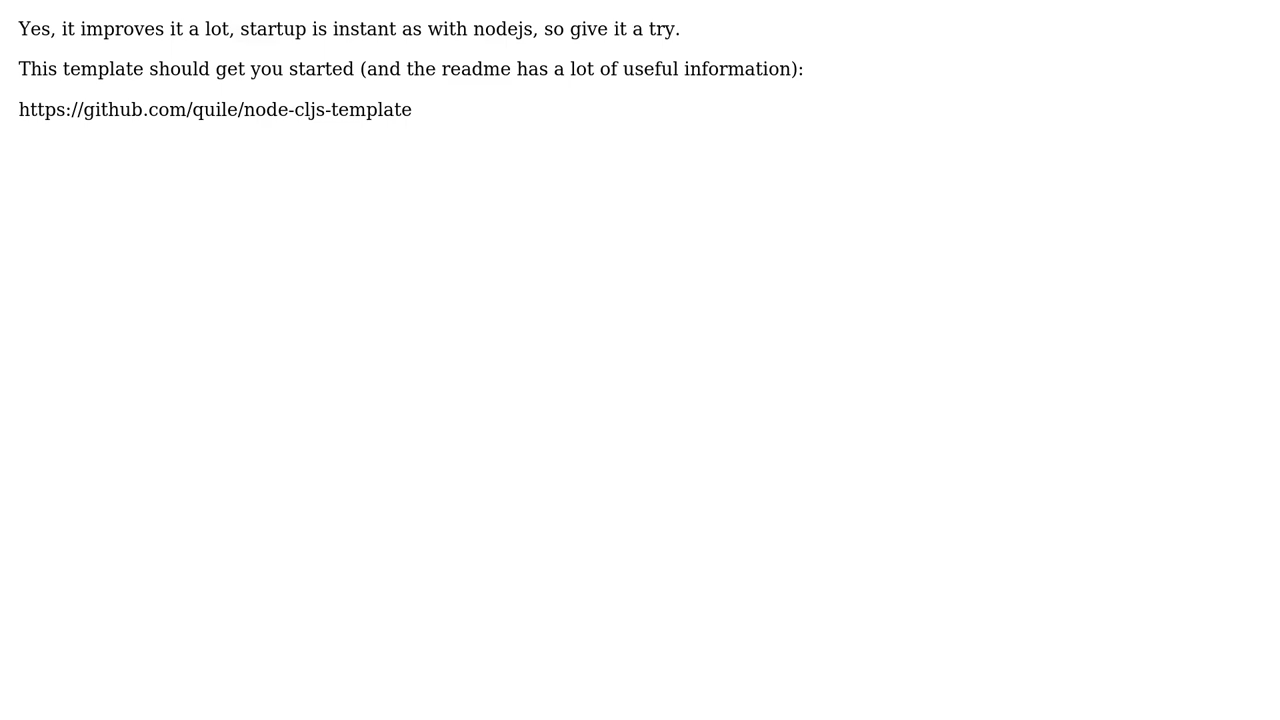 Yes, it improves it a lot, startup is instant as with nodejs, so give it a try.
This template should get you started (and the readme has a lot of useful information):
https://github.com/quile/node-cljs-template